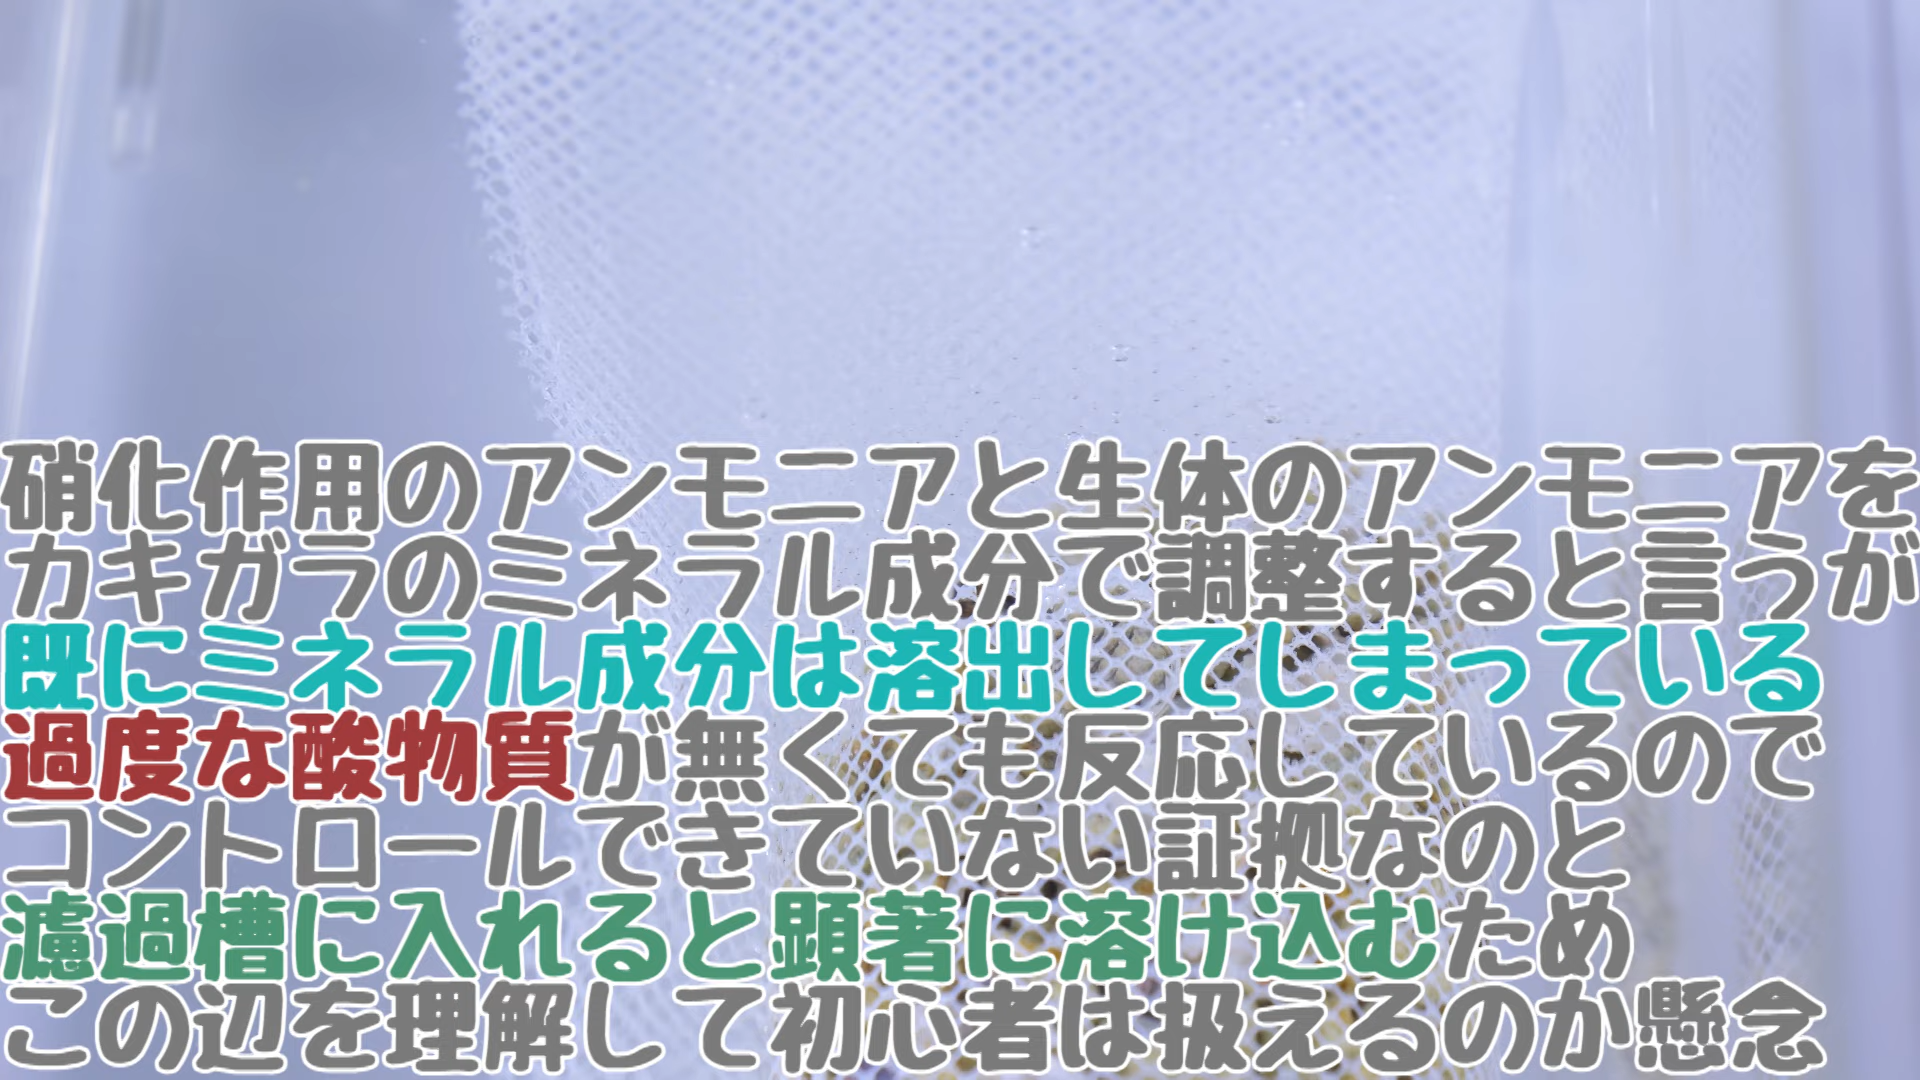 硝化作用のアンモニアと生体のアンモニアを
カキガラのミネラル成分で調整すると言うが
既にミネラル成分は溶出してしまっている
過度な酸物質が無くても反応しているので
コントロールできていない証拠なのと
濾過槽に入れると顕著に溶け込むため
この辺を理解して初心者は扱えるのか懸念